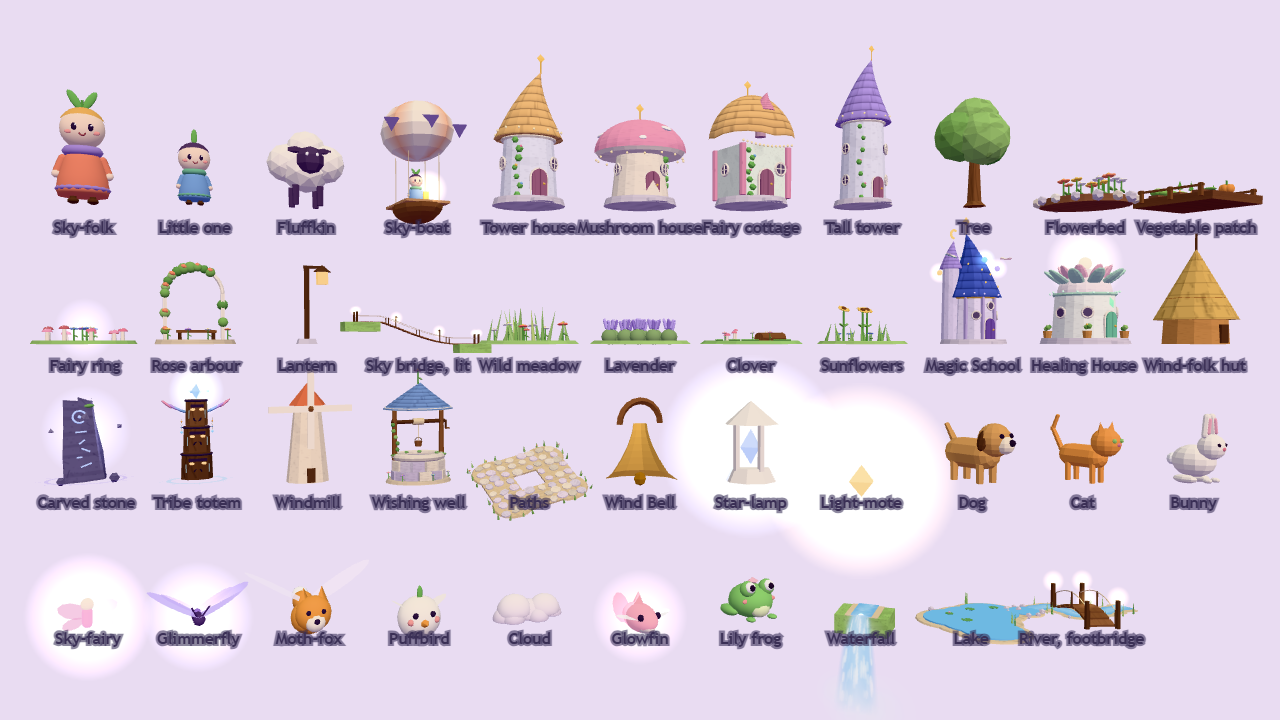 Sky-folk
Little one
Fluffkin
Sky-boat
Tower house
Mushroom house
Fairy cottage
Tall tower
Tree
Flowerbed
Vegetable patch
Fairy ring
Rose arbour
Lantern
Sky bridge, lit
Wild meadow
Lavender
Clover
Sunflowers
Magic School
Healing House
Wind-folk hut
Carved stone
Tribe totem
Windmill
Wishing well
Paths
Wind Bell
Star-lamp
Light-mote
Dog
Cat
Bunny
Sky-fairy
Glimmerfly
Moth-fox
Puffbird
Cloud
Glowfin
Lily frog
Waterfall
Lake
River, footbridge